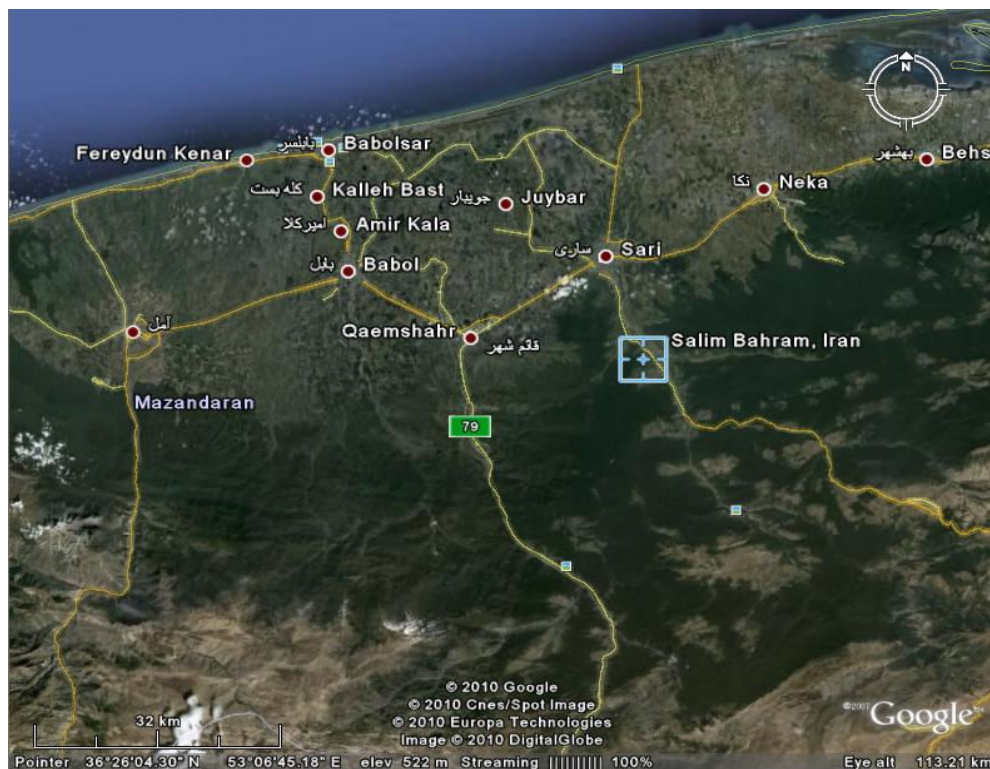 N
Fereydun Kenar
بابلسر
Babolsar
بهشهر
Behs
کله بست
Kalleh Bast
جویبار
Juybar
نکا
Neka
امیرکلا
Amir Kala
ساری
Sari
بابل
Babol
آمل
Qaemshahr
قائم شهر
Salim Bahram, Iran
Mazandaran
79
© 2010 Google
© 2010 Cnes/Spot Image
© 2010 Europa Technologies
Image © 2010 DigitalGlobe
©2007 Google™
32 km
Pointer 36°26'04.30" N 53°06'45.18" E elev 522 m Streaming |||||||||| 100% Eye alt 113.21 km